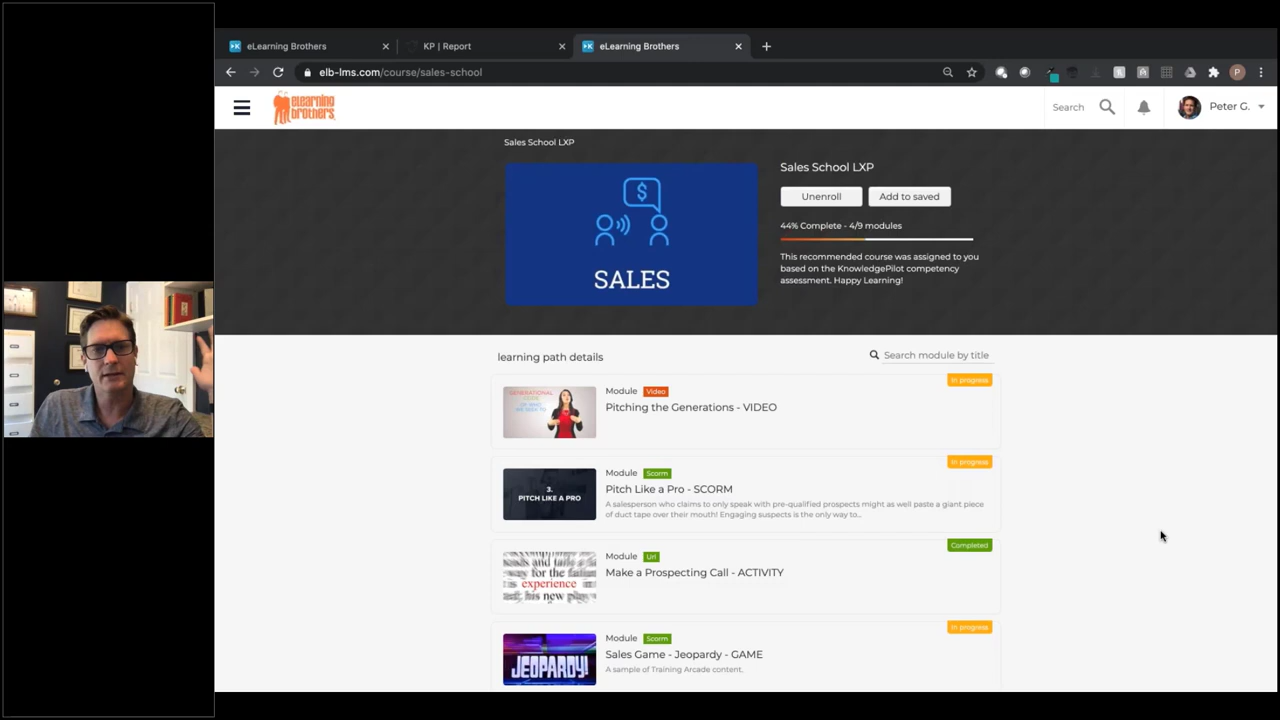 eLearning Brothers
KP | Report
eLearning Brothers
elb-lms.com/course/sales-school
P
eLearning
brothers
Search
Peter G.
Sales School LXP
$
SALES
Sales School LXP
Unenroll
Add to saved
44% Complete - 4/9 modules
This recommended course was assigned to you
based on the KnowledgePilot competency
assessment. Happy Learning!
learning path details
Search module by title
In progress
Module Video
Pitching the Generations - VIDEO
In progress
3.
PITCH LIKE A PRO
Module Scorm
Pitch Like a Pro - SCORM
A salesperson who claims to only speak with pre-qualified prospects might as well paste a giant piece
of duct tape over their mouth! Engaging suspects is the only way to...
Completed
experience
his new
Module Url
Make a Prospecting Call - ACTIVITY
In progress
JEOPARDY!
Module Scorm
Sales Game - Jeopardy - GAME
A sample of Training Arcade content.